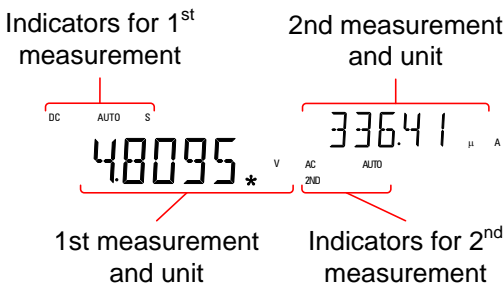 Indicators for 1st
measurement
2nd measurement
and unit
DC AUTO S
336.41 μ A
4.8095* V
AC AUTO
2ND
1st measurement
and unit
Indicators for 2nd
measurement